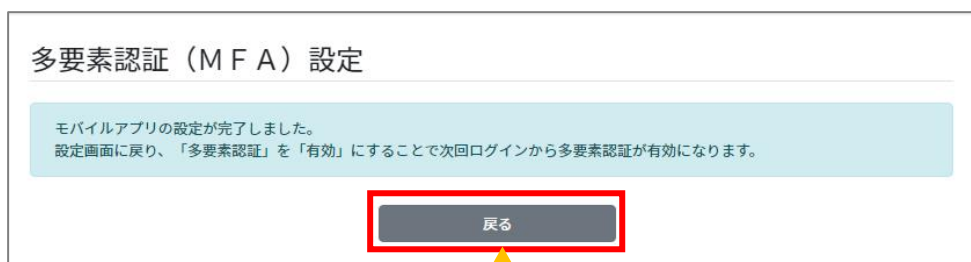 多要素認証（ＭＦＡ）設定
モバイルアプリの設定が完了しました。
設定画面に戻り、「多要素認証」を「有効」にすることで次回ログインから多要素認証が有効になります。
戻る